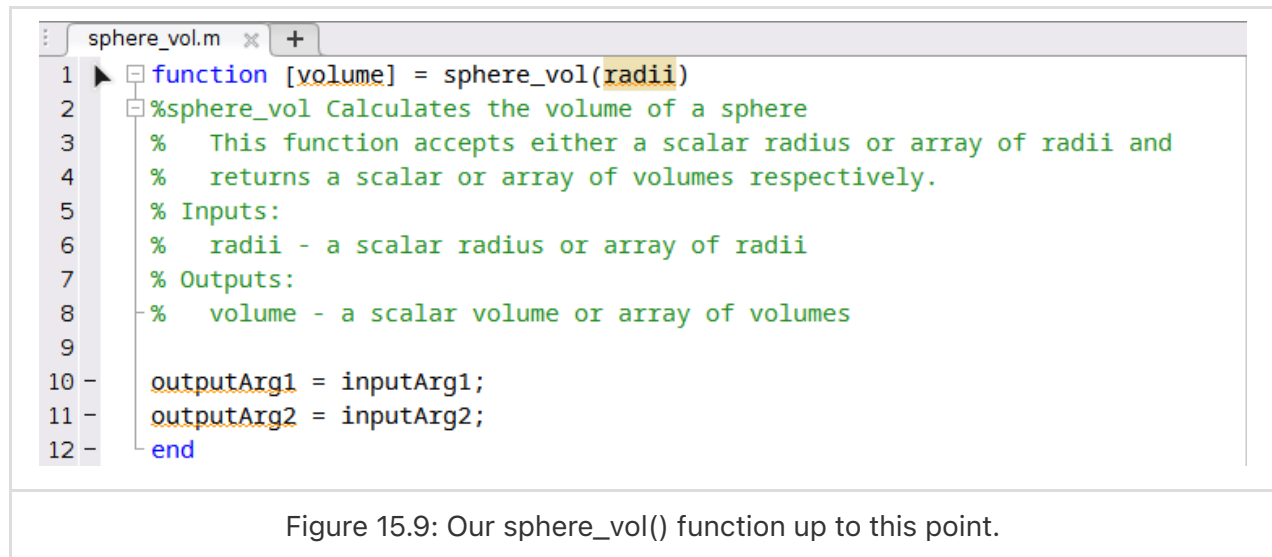 sphere_vol.m × +
1 function [volume] = sphere_vol(radii)
2 %sphere_vol Calculates the volume of a sphere
3 %   This function accepts either a scalar radius or array of radii and
4 %   returns a scalar or array of volumes respectively.
5 % Inputs:
6 %   radii - a scalar radius or array of radii
7 % Outputs:
8 %   volume - a scalar volume or array of volumes
9
10 - outputArg1 = inputArg1;
11 - outputArg2 = inputArg2;
12 - end
Figure 15.9: Our sphere_vol() function up to this point.